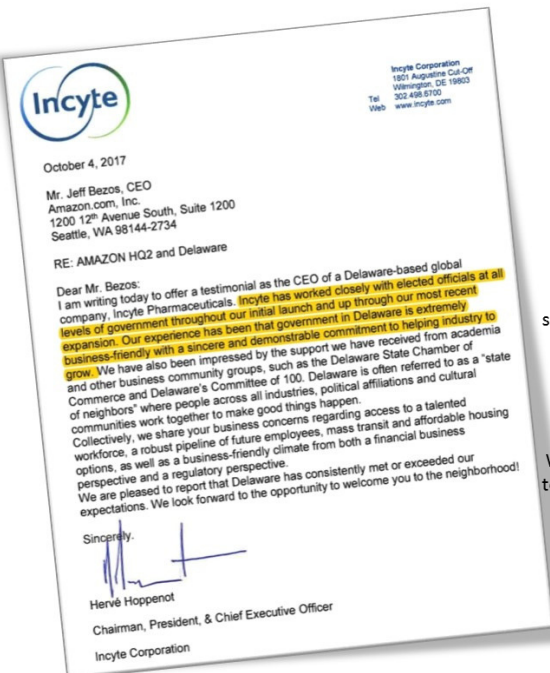 Incyte
Incyte Corporation
1801 Augustine Cut-Off
Wilmington, DE 19803
Tel 302.498.6700
Web www.incyte.com
October 4, 2017
Mr. Jeff Bezos, CEO
Amazon.com, Inc.
1200 12th Avenue South, Suite 1200
Seattle, WA 98144-2734
RE: AMAZON HQ2 and Delaware
Dear Mr. Bezos:
I am writing today to offer a testimonial as the CEO of a Delaware-based global
company, Incyte Pharmaceuticals. Incyte has worked closely with elected officials at all
levels of government throughout our initial launch and up through our most recent
expansion. Our experience has been that government in Delaware is extremely
business-friendly with a sincere and demonstrable commitment to helping industry to
grow. We have also been impressed by the support we have received from academia
and other business community groups, such as the Delaware State Chamber of
Commerce and Delaware's Committee of 100. Delaware is often referred to as a "state
of neighbors" where people across all industries, political affiliations and cultural
communities work together to make good things happen.
Collectively, we share your business concerns regarding access to a talented
workforce, a robust pipeline of future employees, mass transit and affordable housing
options, as well as a business-friendly climate from both a financial business
perspective and a regulatory perspective.
We are pleased to report that Delaware has consistently met or exceeded our
expectations. We look forward to the opportunity to welcome you to the neighborhood!
Sincerely.
Hervé Hoppenot
Chairman, President, & Chief Executive Officer
Incyte Corporation